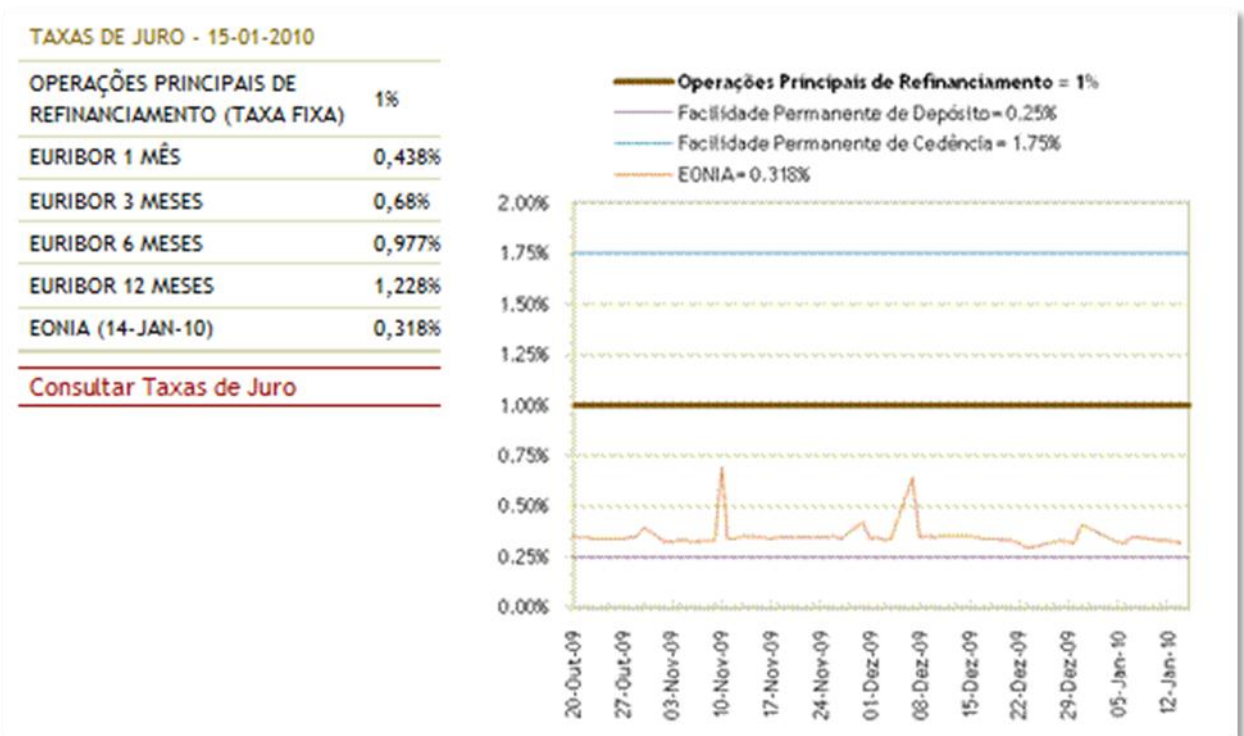 TAXAS DE JURO - 15-01-2010
OPERAÇÕES PRINCIPAIS DE
REFINANCIAMENTO (TAXA FIXA) 1%
EURIBOR 1 MÊS 0,438%
EURIBOR 3 MESES 0,68%
EURIBOR 6 MESES 0,977%
EURIBOR 12 MESES 1,228%
EONIA (14-JAN-10) 0,318%
Consultar Taxas de Juro
Operações Principais de Refinanciamento = 1%
Facilidade Permanente de Depósito= 0.25%
Facilidade Permanente de Cedência = 1.75%
EONIA= 0.318%
2.00%
1.75%
1.50%
1.25%
1.00%
0.75%
0.50%
0.25%
0.00%
20-Out-09
27-Out-09
03-Nov-09
10-Nov-09
17-Nov-09
24-Nov-09
01-Dez-09
08-Dez-09
15-Dez-09
22-Dez-09
29-Dez-09
05-Jan-10
12-Jan-10